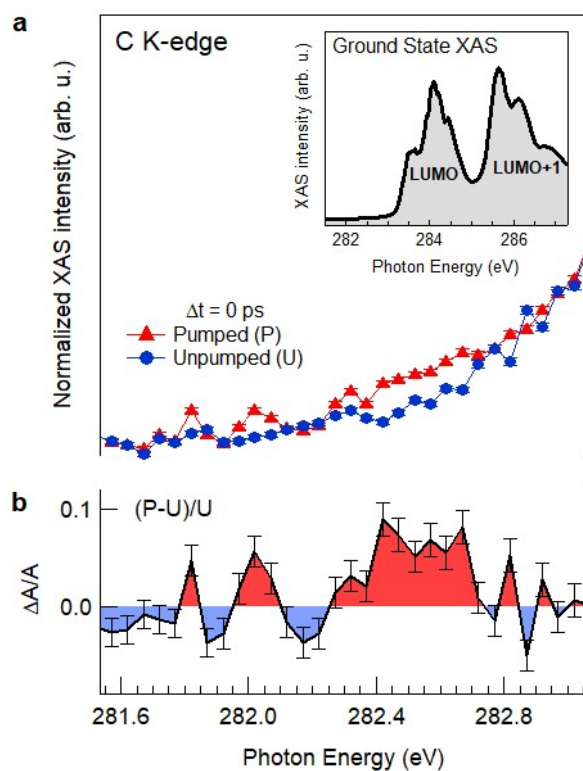 a
C K-edge
Normalized XAS intensity (arb. u.)
Ground State XAS
XAS intensity (arb. u.)
LUMO
LUMO+1
282
284
286
Photon Energy (eV)
Δt = 0 ps
Pumped (P)
Unpumped (U)
b
(P-U)/U
ΔA/A
0.1
0.0
281.6
282.0
282.4
282.8
Photon Energy (eV)